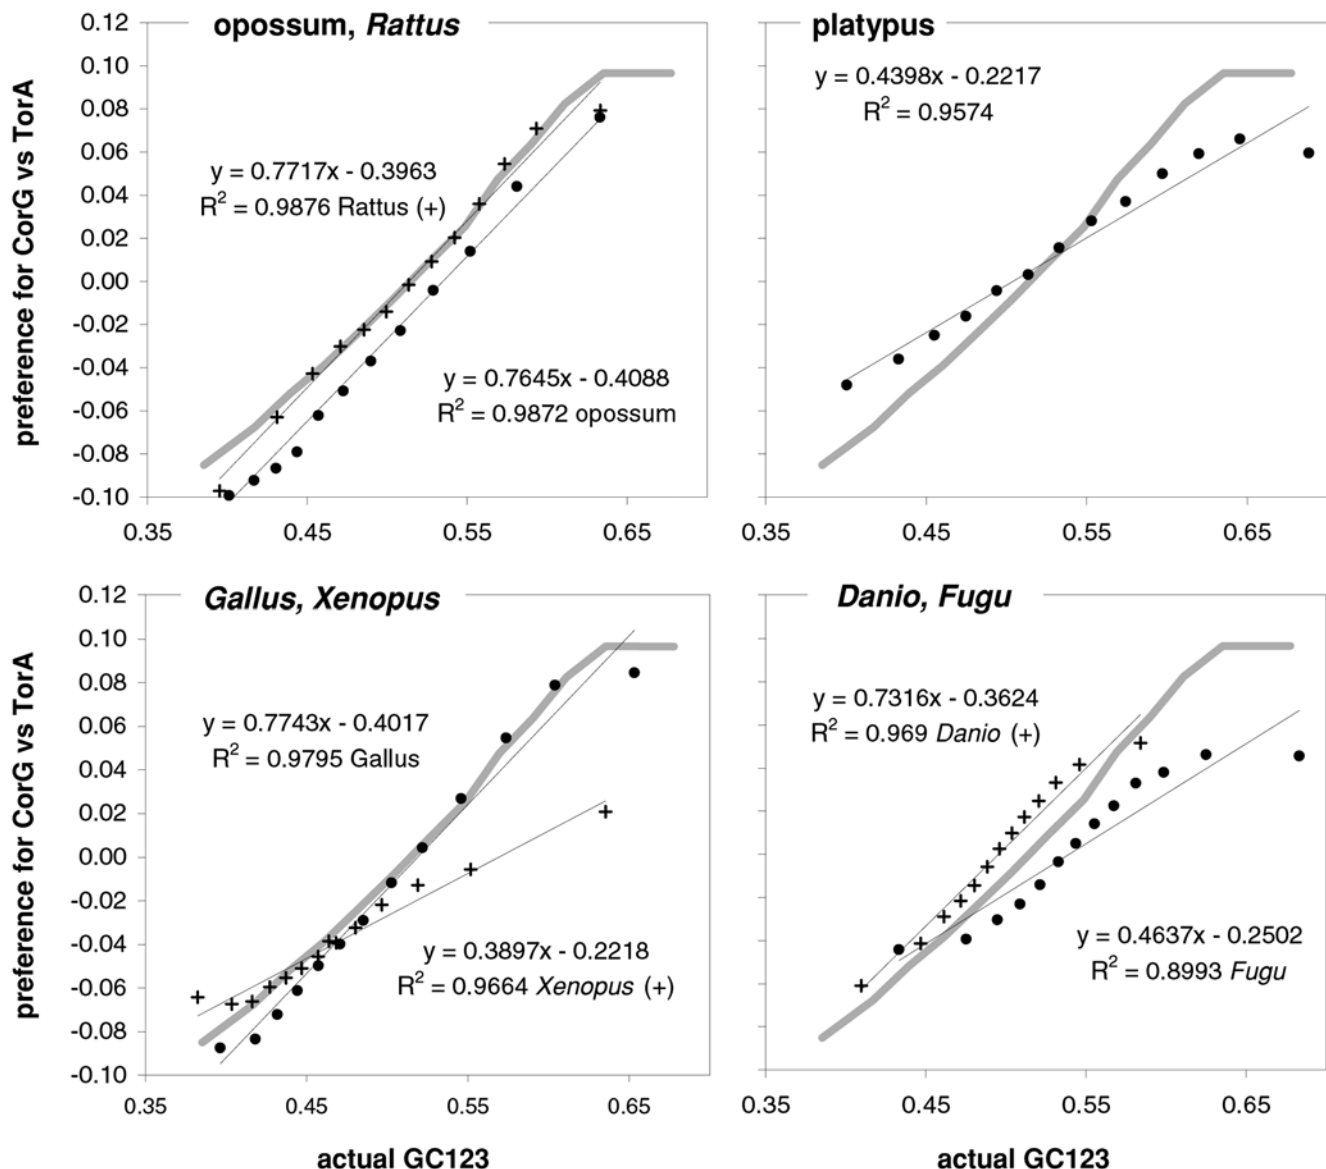 opossum, Rattus
preference for CorG vs TorA
0.12
0.10
0.08
0.06
0.04
0.02
0.00
-0.02
-0.04
-0.06
-0.08
-0.10
y = 0.7717x - 0.3963
R² = 0.9876 Rattus (+)
y = 0.7645x - 0.4088
R² = 0.9872 opossum
0.35 0.45 0.55 0.65
platypus
y = 0.4398x - 0.2217
R² = 0.9574
0.35 0.45 0.55 0.65
Gallus, Xenopus
preference for CorG vs TorA
0.12
0.10
0.08
0.06
0.04
0.02
0.00
-0.02
-0.04
-0.06
-0.08
-0.10
y = 0.7743x - 0.4017
R² = 0.9795 Gallus
y = 0.3897x - 0.2218
R² = 0.9664 Xenopus (+)
0.35 0.45 0.55 0.65
actual GC123
Danio, Fugu
y = 0.7316x - 0.3624
R² = 0.969 Danio (+)
y = 0.4637x - 0.2502
R² = 0.8993 Fugu
0.35 0.45 0.55 0.65
actual GC123